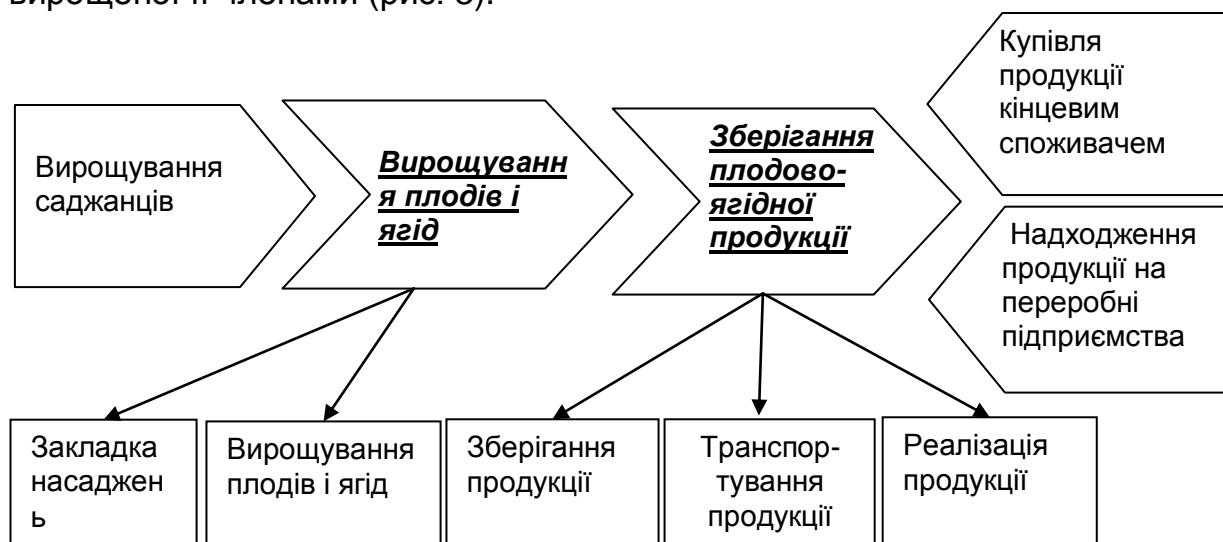 вирощеної її членами (рис. 8).
Вирощування
саджанців
Вирощуванн
я плодів і
ягід
Зберігання
плодово-
ягідної
продукції
Купівля
продукції
кінцевим
споживачем
Надходження
продукції на
переробні
підприємства
Закладка
насаджен
ь
Вирощування
плодів і ягід
Зберігання
продукції
Транспор-
тування
продукції
Реалізація
продукції